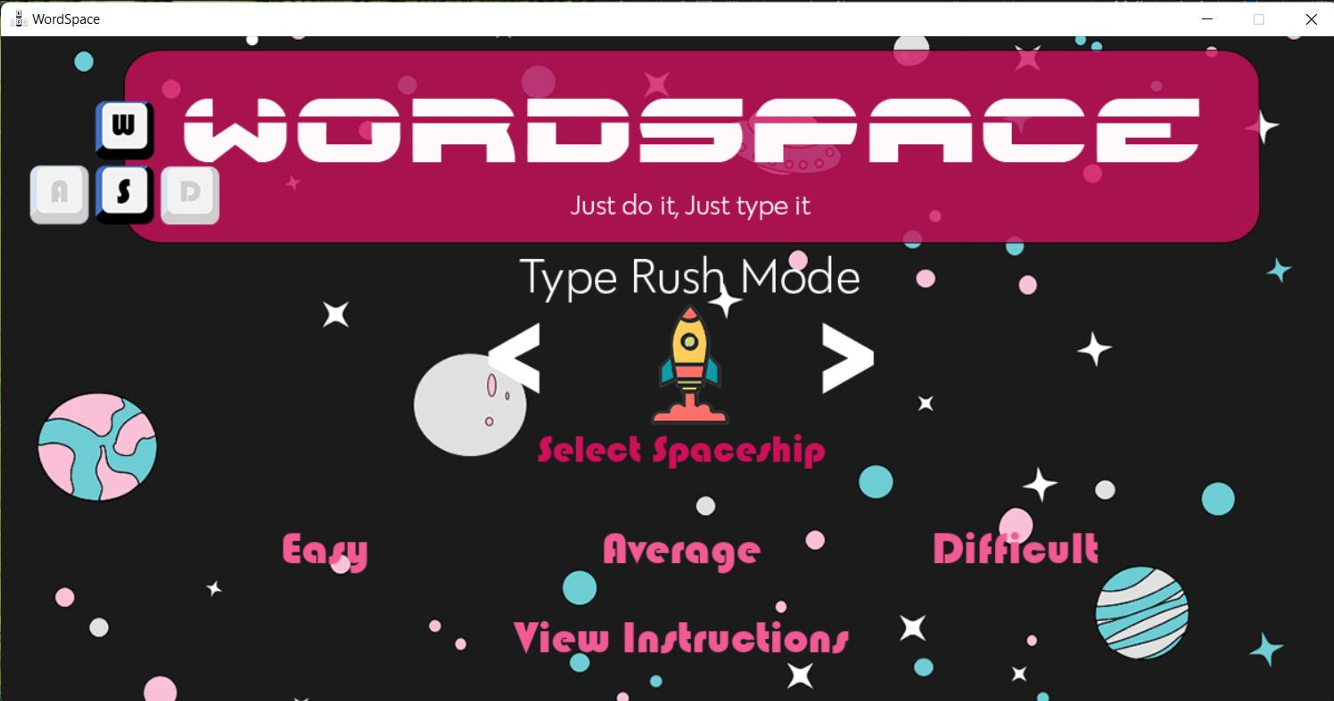 WordSpace
WORDSPACE
W
A S D
Just do it, Just type it
Type Rush Mode
< >
Select Spaceship
Easy Average Difficult
View Instructions